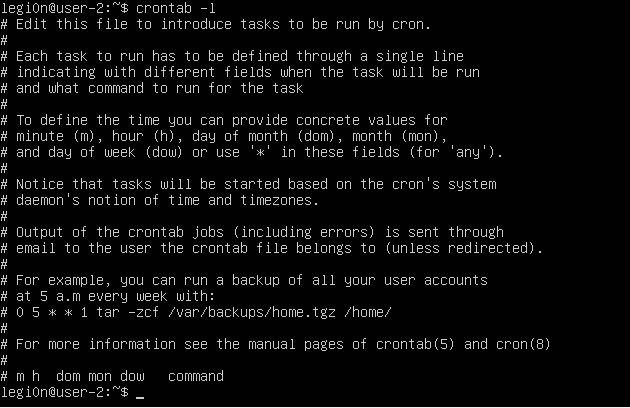 legi0n@user-2:~$ crontab -l
# Edit this file to introduce tasks to be run by cron.
#
# Each task to run has to be defined through a single line
# indicating with different fields when the task will be run
# and what command to run for the task
#
# To define the time you can provide concrete values for
# minute (m), hour (h), day of month (dom), month (mon),
# and day of week (dow) or use '*' in these fields (for 'any').
#
# Notice that tasks will be started based on the cron's system
# daemon's notion of time and timezones.
#
# Output of the crontab jobs (including errors) is sent through
# email to the user the crontab file belongs to (unless redirected).
#
# For example, you can run a backup of all your user accounts
# at 5 a.m every week with:
# 0 5 * * 1 tar -zcf /var/backups/home.tgz /home/
#
# For more information see the manual pages of crontab(5) and cron(8)
#
# m h  dom mon dow   command
legi0n@user-2:~$ _